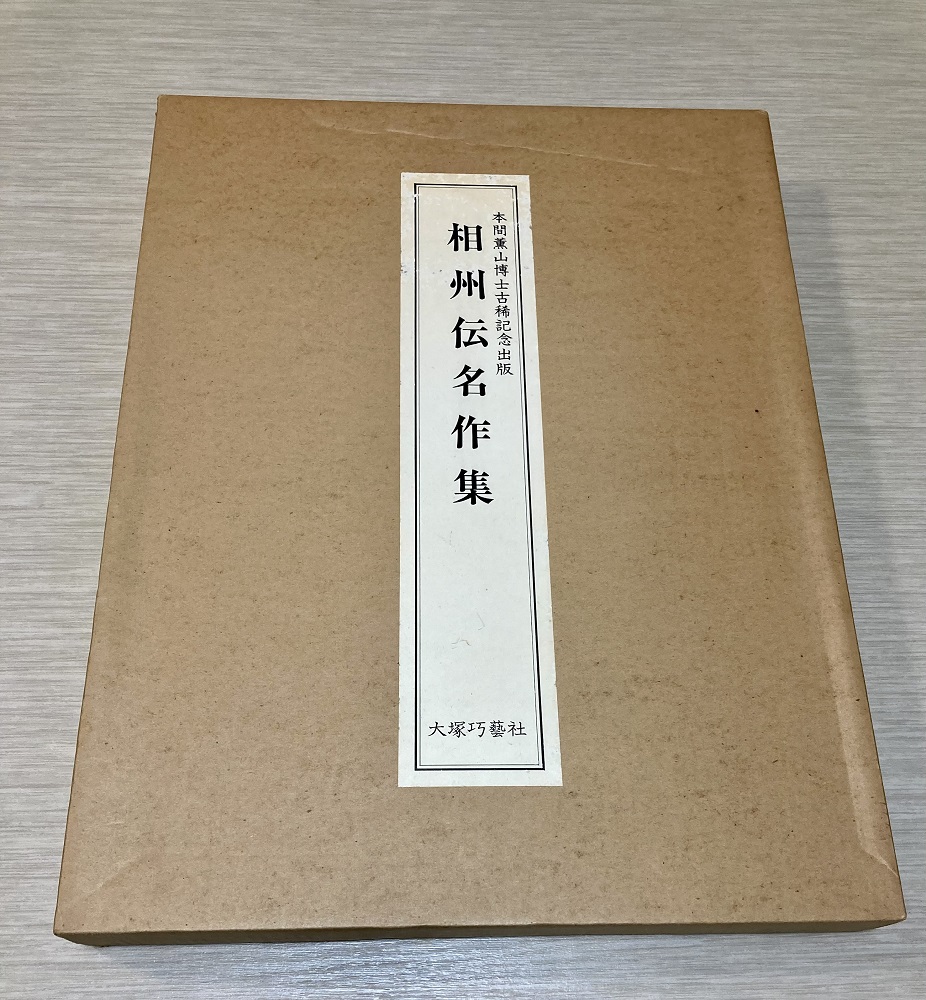 本間薫山博士古稀記念出版
相州伝名作集
大塚巧藝社